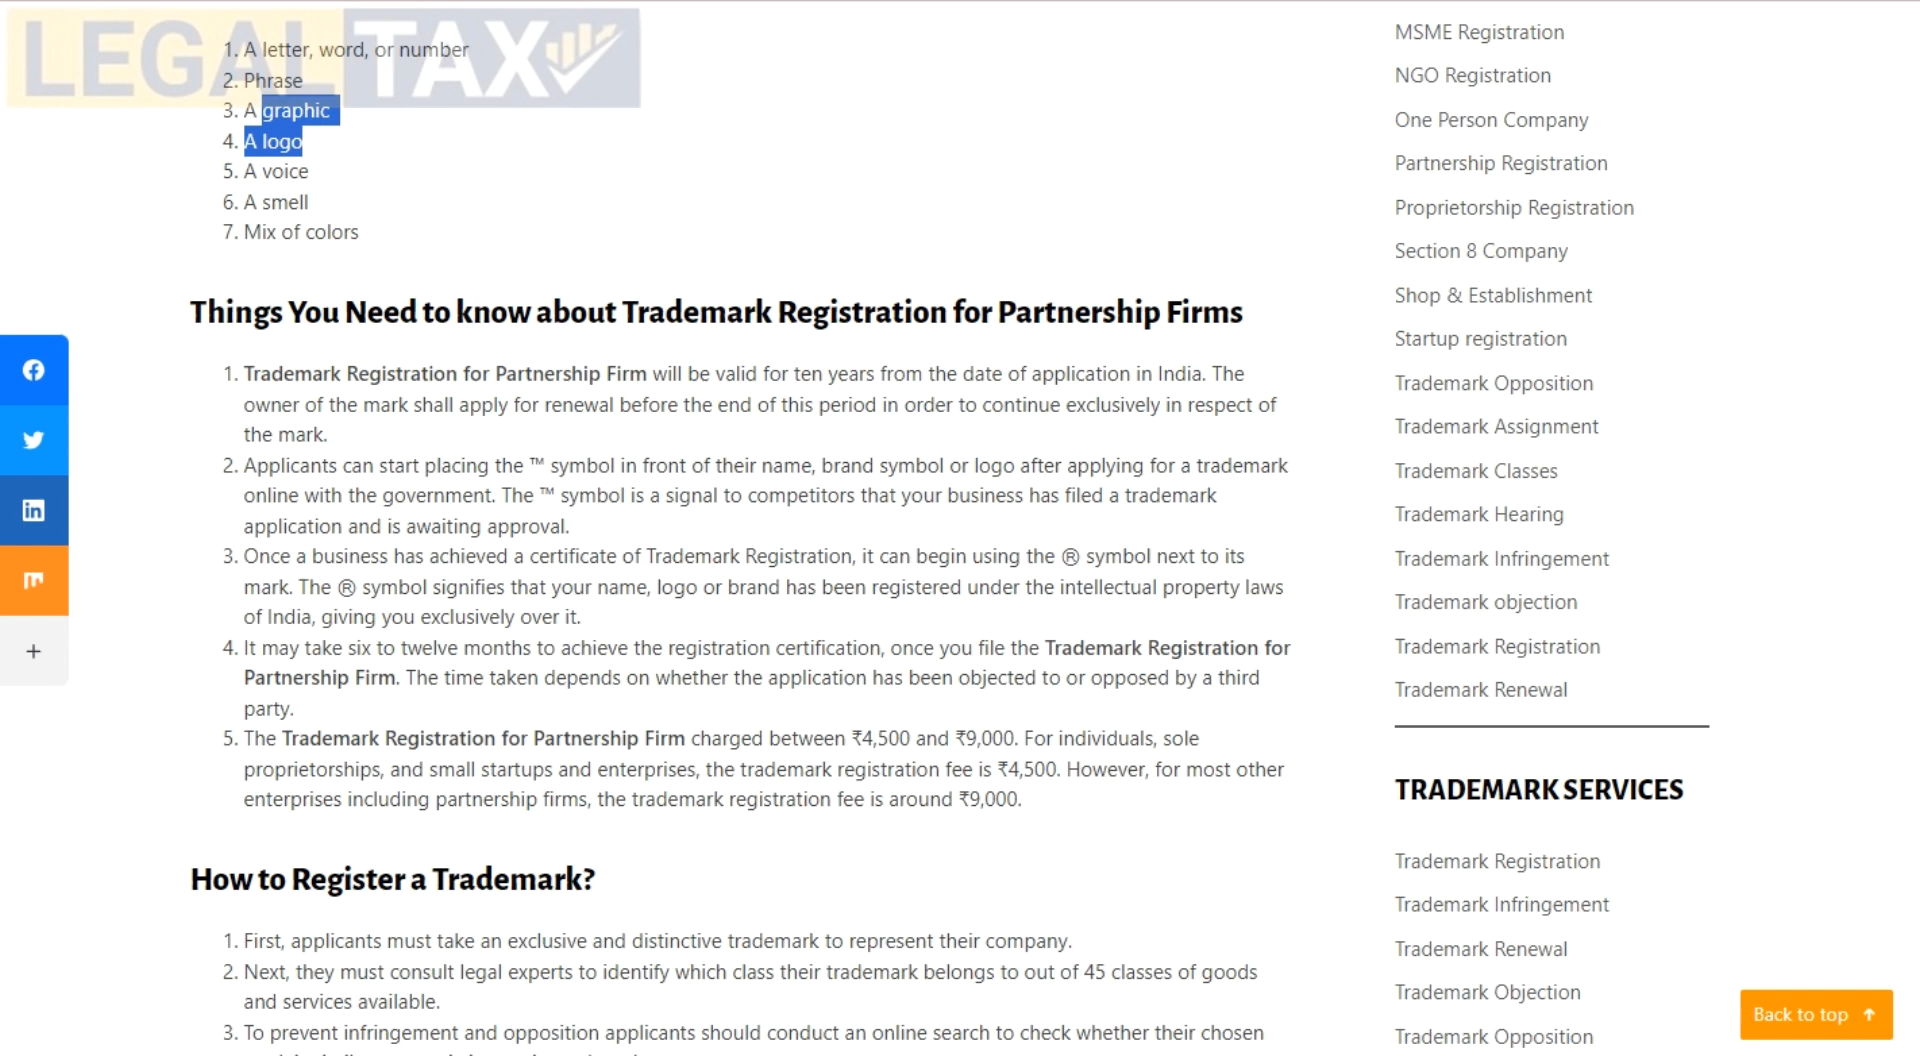 LEGAL TAX
1. A letter, word, or number
2. Phrase
3. A graphic
4. A logo
5. A voice
6. A smell
7. Mix of colors
Things You Need to know about Trademark Registration for Partnership Firms
1. Trademark Registration for Partnership Firm will be valid for ten years from the date of application in India. The
owner of the mark shall apply for renewal before the end of this period in order to continue exclusively in respect of
the mark.
2. Applicants can start placing the ™ symbol in front of their name, brand symbol or logo after applying for a trademark
online with the government. The ™ symbol is a signal to competitors that your business has filed a trademark
application and is awaiting approval.
3. Once a business has achieved a certificate of Trademark Registration, it can begin using the ® symbol next to its
mark. The ® symbol signifies that your name, logo or brand has been registered under the intellectual property laws
of India, giving you exclusively over it.
4. It may take six to twelve months to achieve the registration certification, once you file the Trademark Registration for
Partnership Firm. The time taken depends on whether the application has been objected to or opposed by a third
party.
5. The Trademark Registration for Partnership Firm charged between ₹4,500 and ₹9,000. For individuals, sole
proprietorships, and small startups and enterprises, the trademark registration fee is ₹4,500. However, for most other
enterprises including partnership firms, the trademark registration fee is around ₹9,000.
How to Register a Trademark?
1. First, applicants must take an exclusive and distinctive trademark to represent their company.
2. Next, they must consult legal experts to identify which class their trademark belongs to out of 45 classes of goods
and services available.
3. To prevent infringement and opposition applicants should conduct an online search to check whether their chosen
MSME Registration
NGO Registration
One Person Company
Partnership Registration
Proprietorship Registration
Section 8 Company
Shop & Establishment
Startup registration
Trademark Opposition
Trademark Assignment
Trademark Classes
Trademark Hearing
Trademark Infringement
Trademark objection
Trademark Registration
Trademark Renewal
TRADEMARK SERVICES
Trademark Registration
Trademark Infringement
Trademark Renewal
Trademark Objection
Trademark Opposition
Back to top